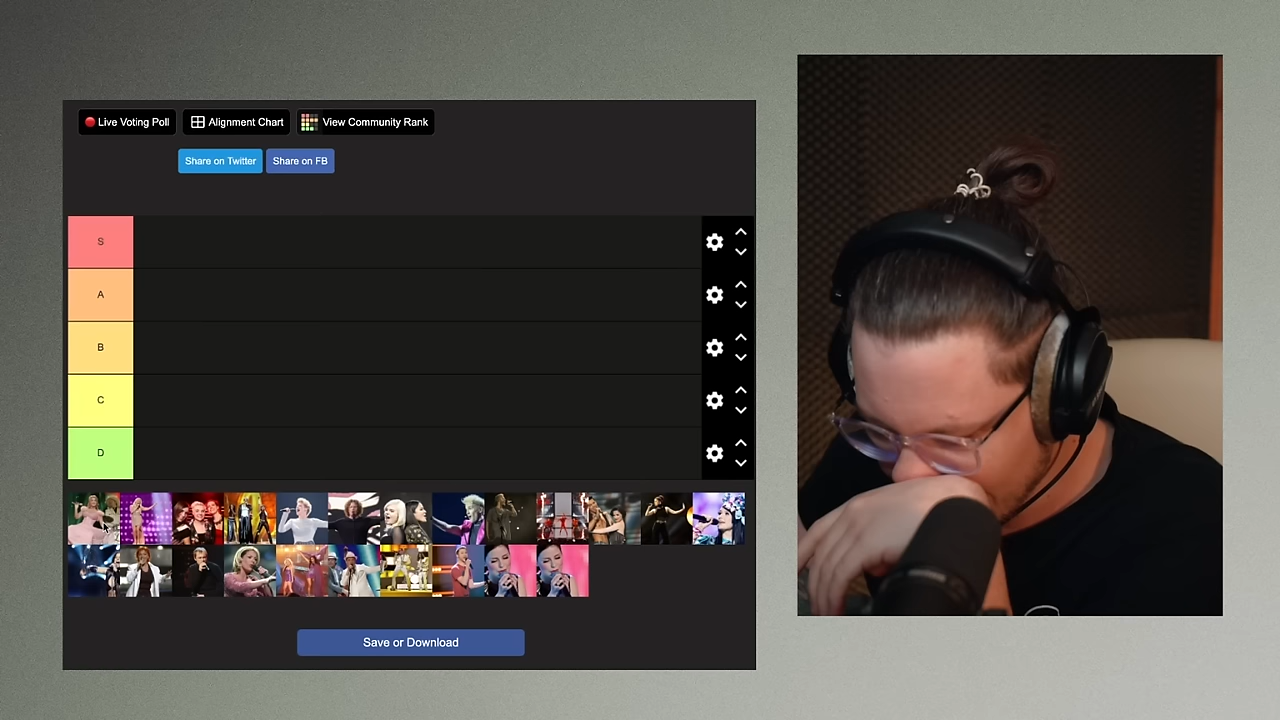 Live Voting Poll Alignment Chart View Community Rank
Share on Twitter Share on FB
S
A
B
C
D
Save or Download